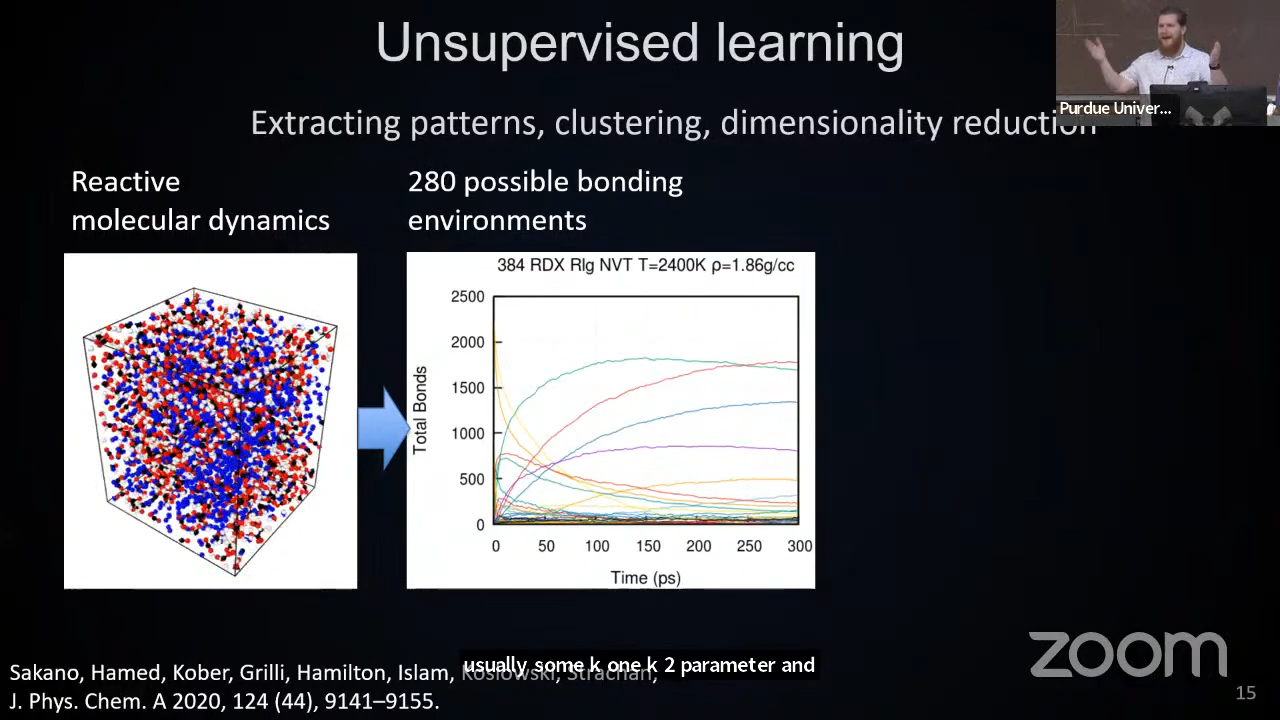 Unsupervised learning
Purdue Univer...
Extracting patterns, clustering, dimensionality reduction
Reactive
molecular dynamics
280 possible bonding
environments
384 RDX Rlg NVT T=2400K ρ=1.86g/cc
Total Bonds
2500
2000
1500
1000
500
0
0 50 100 150 200 250 300
Time (ps)
usually some k one k 2 parameter and
Sakano, Hamed, Kober, Grilli, Hamilton, Islam, Koslowski, Strachan,
J. Phys. Chem. A 2020, 124 (44), 9141–9155.
zoom
15